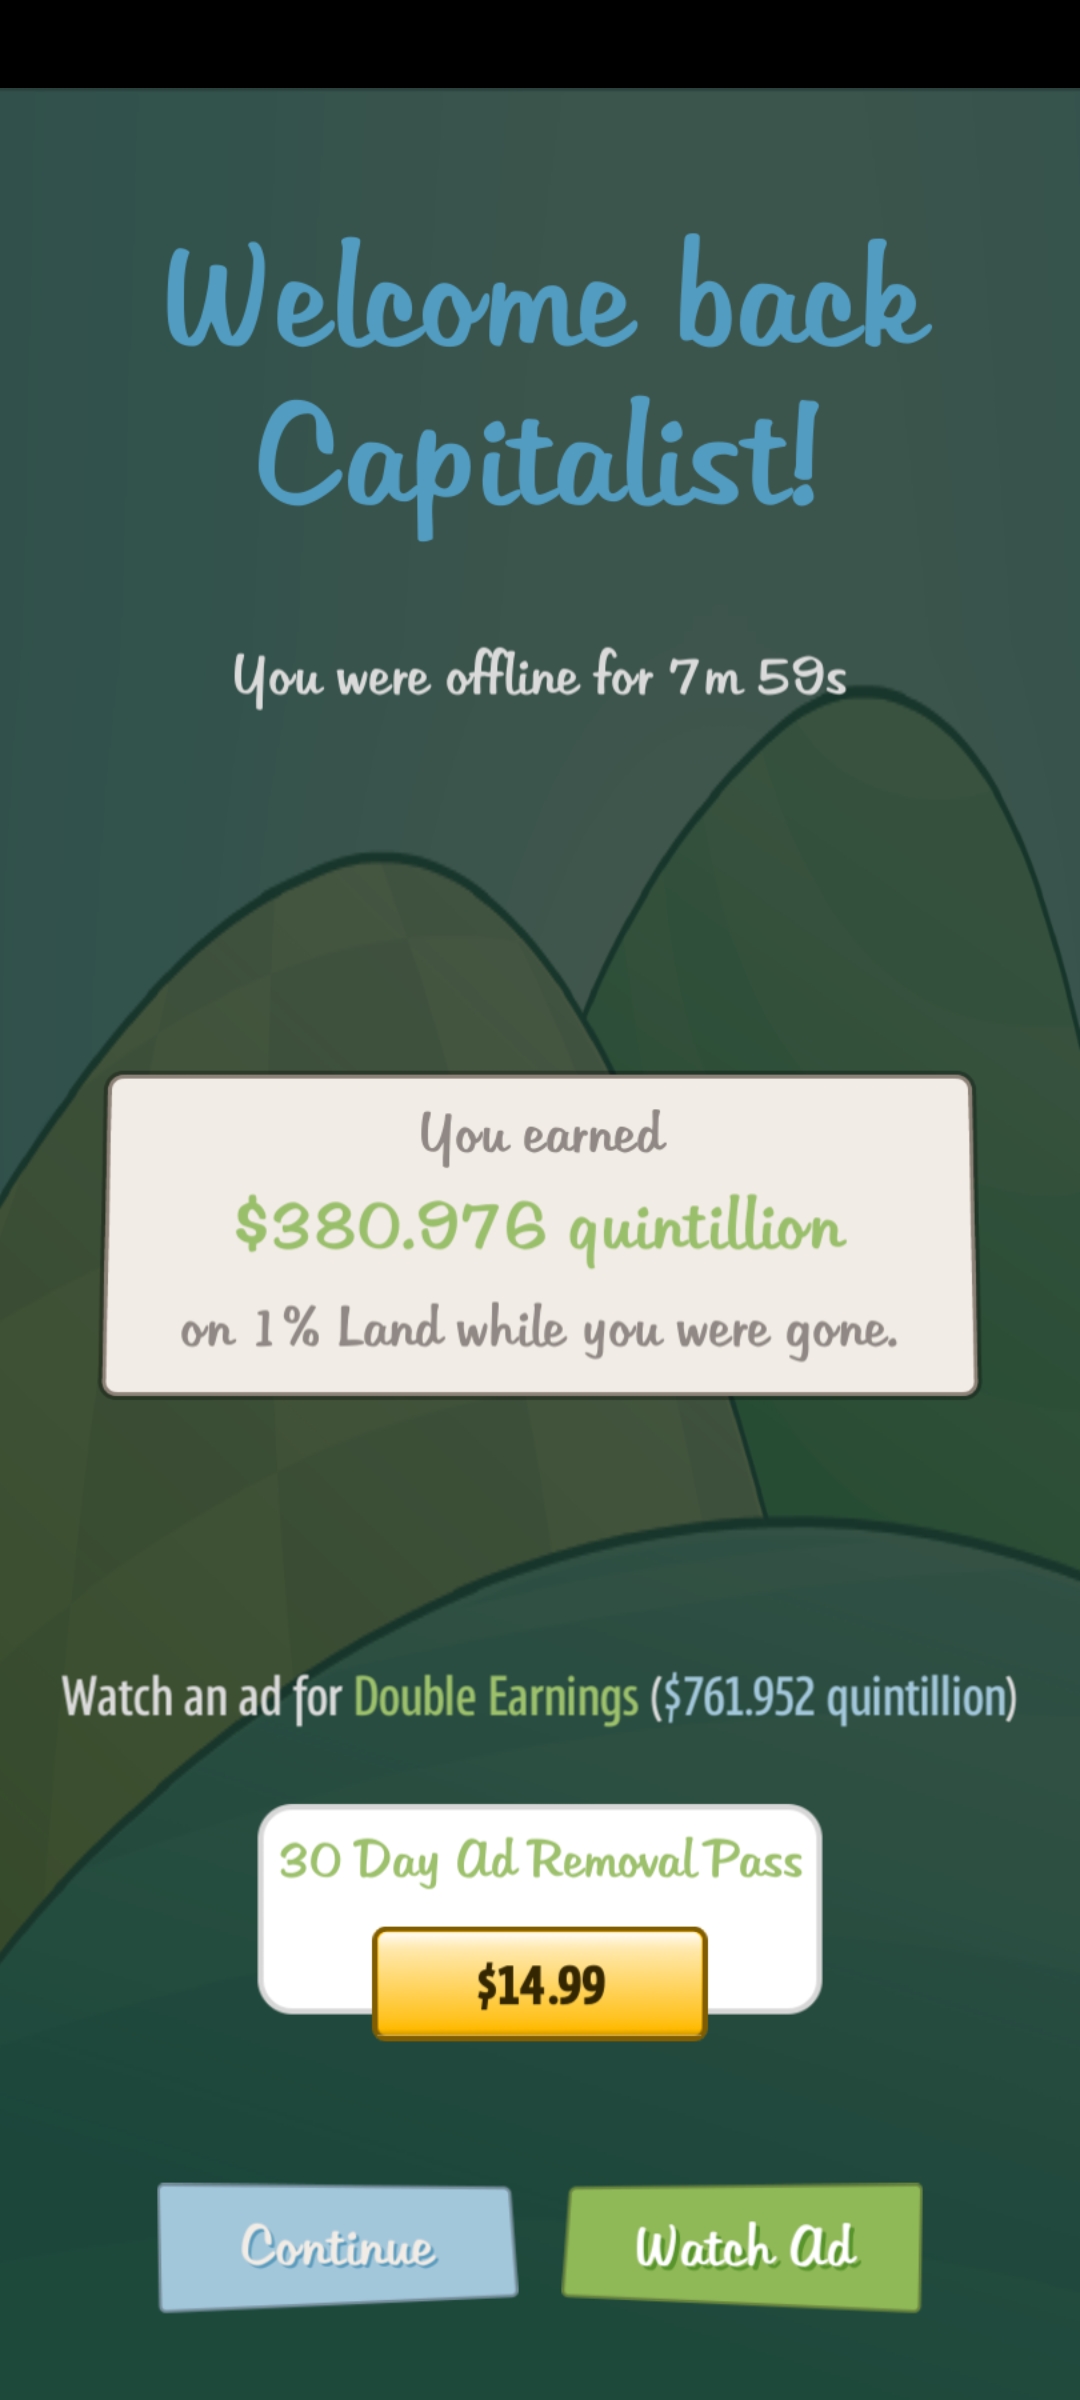 Welcome back
Capitalist!
You were offline for 7m 59s
You earned
$380.976 quintillion
on 1% Land while you were gone.
Watch an ad for Double Earnings ($761.952 quintillion)
30 Day Ad Removal Pass
$14.99
Continue
Watch Ad